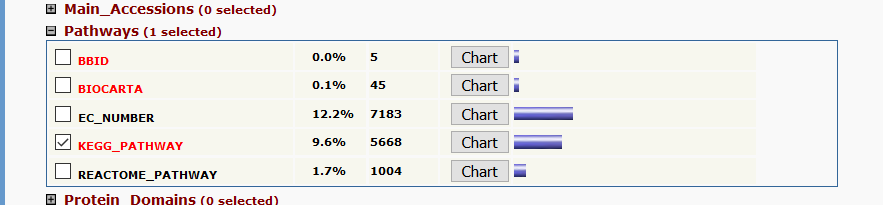 Main_Accessions (0 selected)
Pathways (1 selected)
BBID 0.0% 5 Chart
BIOCARTA 0.1% 45 Chart
EC_NUMBER 12.2% 7183 Chart
KEGG_PATHWAY 9.6% 5668 Chart
REACTOME_PATHWAY 1.7% 1004 Chart
Protein_Domains (0 selected)